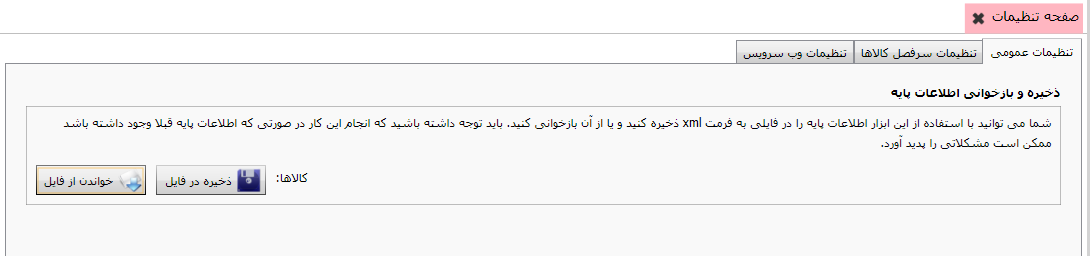 صفحه تنظیمات
تنظیمات عمومی
تنظیمات سرفصل کالاها
تنظیمات وب سرویس
ذخیره و بازخوانی اطلاعات پایه
شما می توانید با استفاده از این ابزار اطلاعات پایه را در فایلی به فرمت xml ذخیره کنید و یا از آن بازخوانی کنید. باید توجه داشته باشید که انجام این کار در صورتی که اطلاعات پایه قبلا وجود داشته باشد
ممکن است مشکلاتی را پدید آورد.
کالاها:
ذخیره در فایل
خواندن از فایل